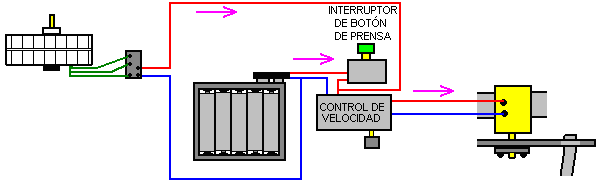 INTERRUPTOR
DE BOTÓN
DE PRENSA
CONTROL DE
VELOCIDAD